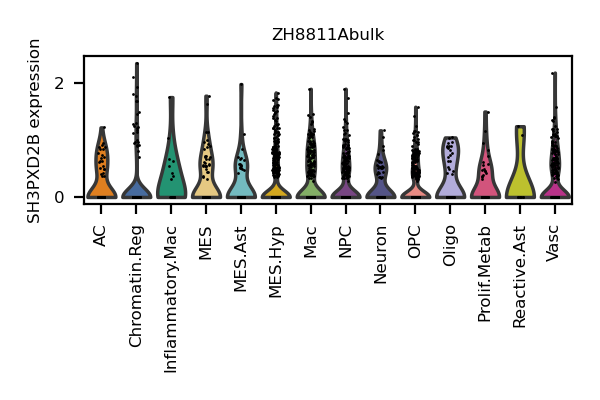 ZH8811Abulk
SH3PXD2B expression
2
0
AC
Chromatin.Reg
Inflammatory.Mac
MES
MES.Ast
MES.Hyp
Mac
NPC
Neuron
OPC
Oligo
Prolif.Metab
Reactive.Ast
Vasc